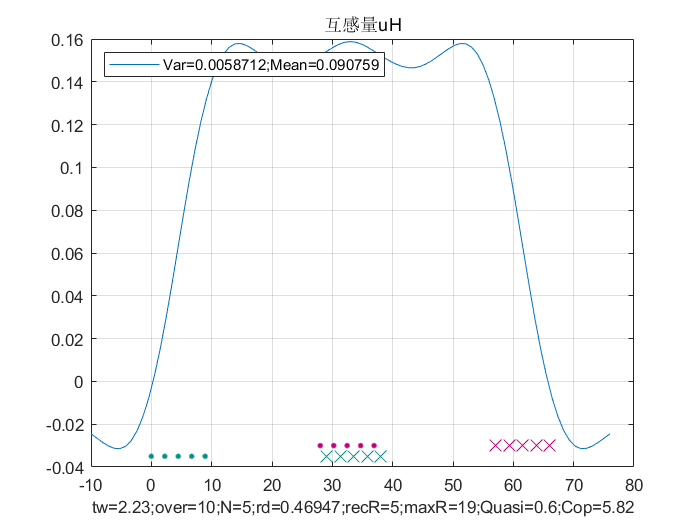 互感量uH
0.16
Var=0.0058712;Mean=0.090759
0.14
0.12
0.1
0.08
0.06
0.04
0.02
0
-0.02
-0.04
-10 0 10 20 30 40 50 60 70 80
tw=2.23;over=10;N=5;rd=0.46947;recR=5;maxR=19;Quasi=0.6;Cop=5.82